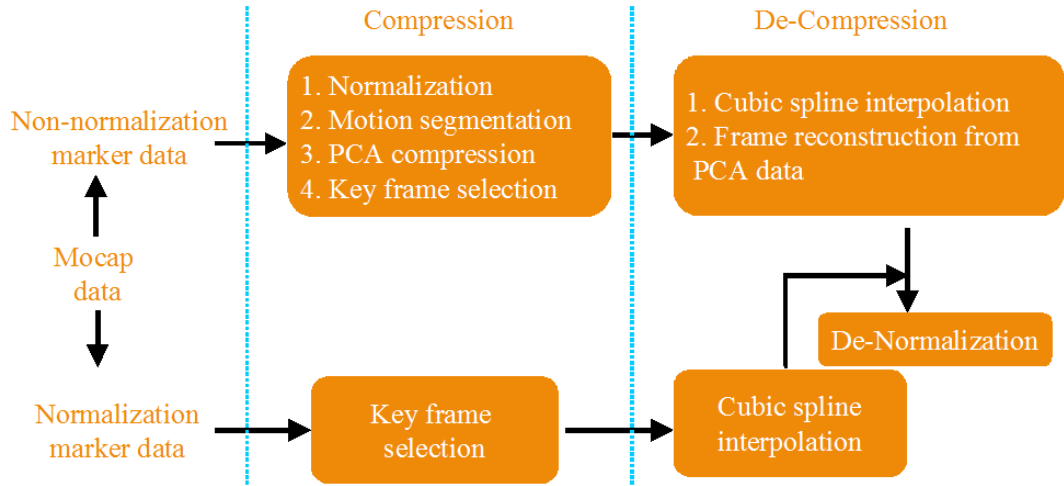 Compression
De-Compression
Non-normalization
marker data
1. Normalization
2. Motion segmentation
3. PCA compression
4. Key frame selection
1. Cubic spline interpolation
2. Frame reconstruction from
PCA data
Mocap
data
De-Normalization
Normalization
marker data
Key frame
selection
Cubic spline
interpolation